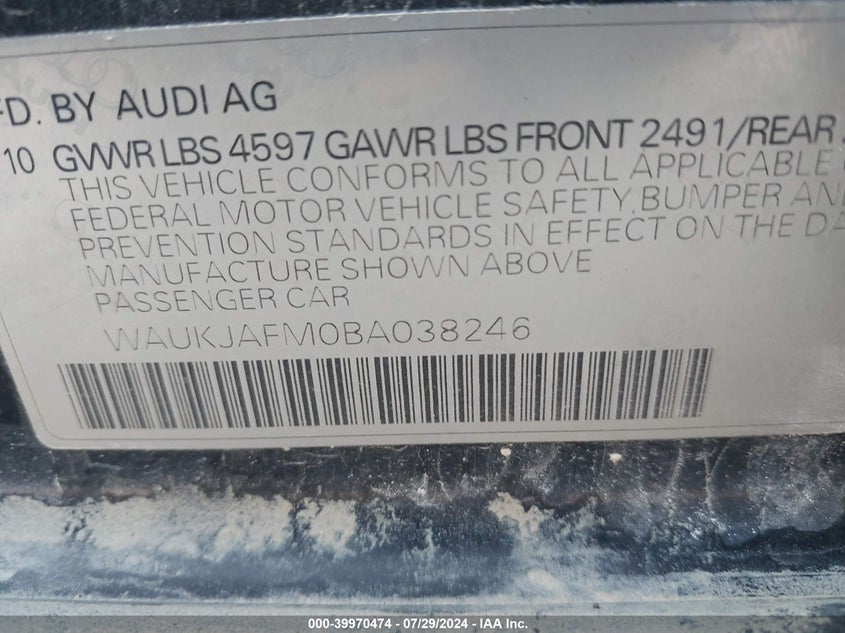 FD. BY AUDI AG
10 GVWR LBS 4597 GAWR LBS FRONT 2491/REAR
THIS VEHICLE CONFORMS TO ALL APPLICABLE
FEDERAL MOTOR VEHICLE SAFETY,BUMPER AN
PREVENTION STANDARDS IN EFFECT ON THE DA
MANUFACTURE SHOWN ABOVE
PASSENGER CAR
WAUKJAFM0BA038246
000-39970474 / 07/29/2024 - IAA Inc.